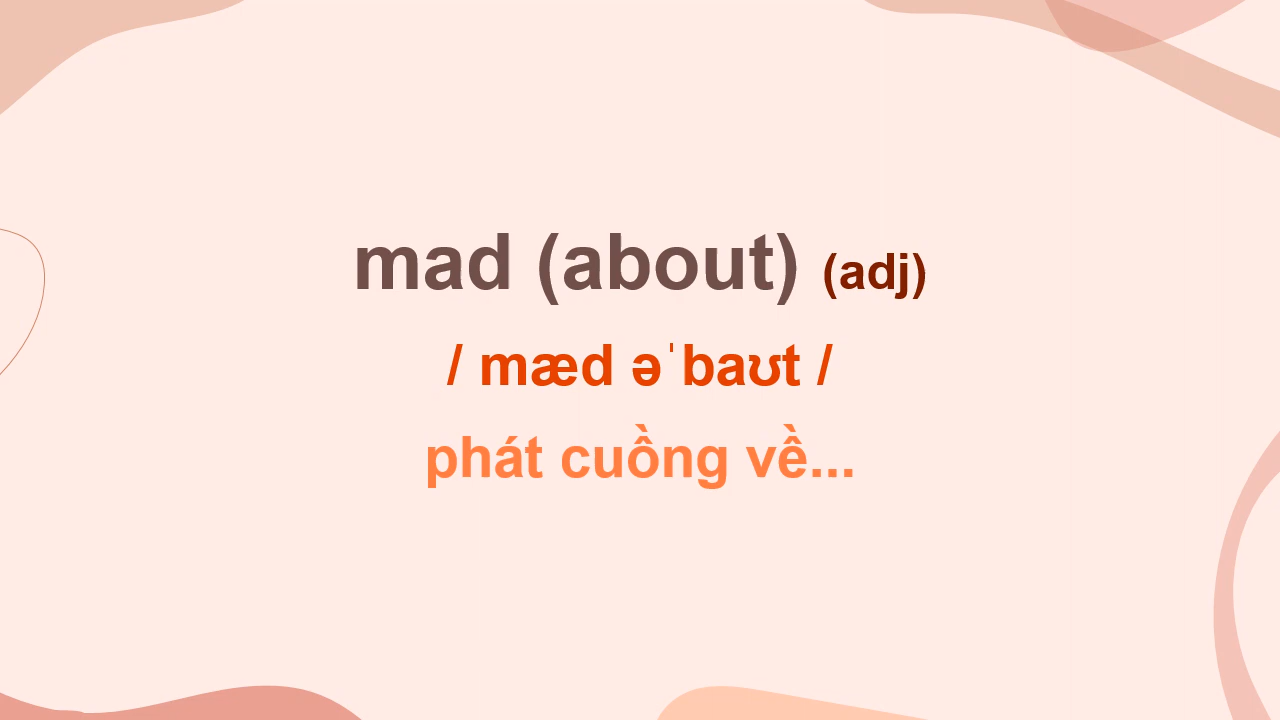 mad (about) (adj)
/ mæd əˈbaʊt /
phát cuồng về...